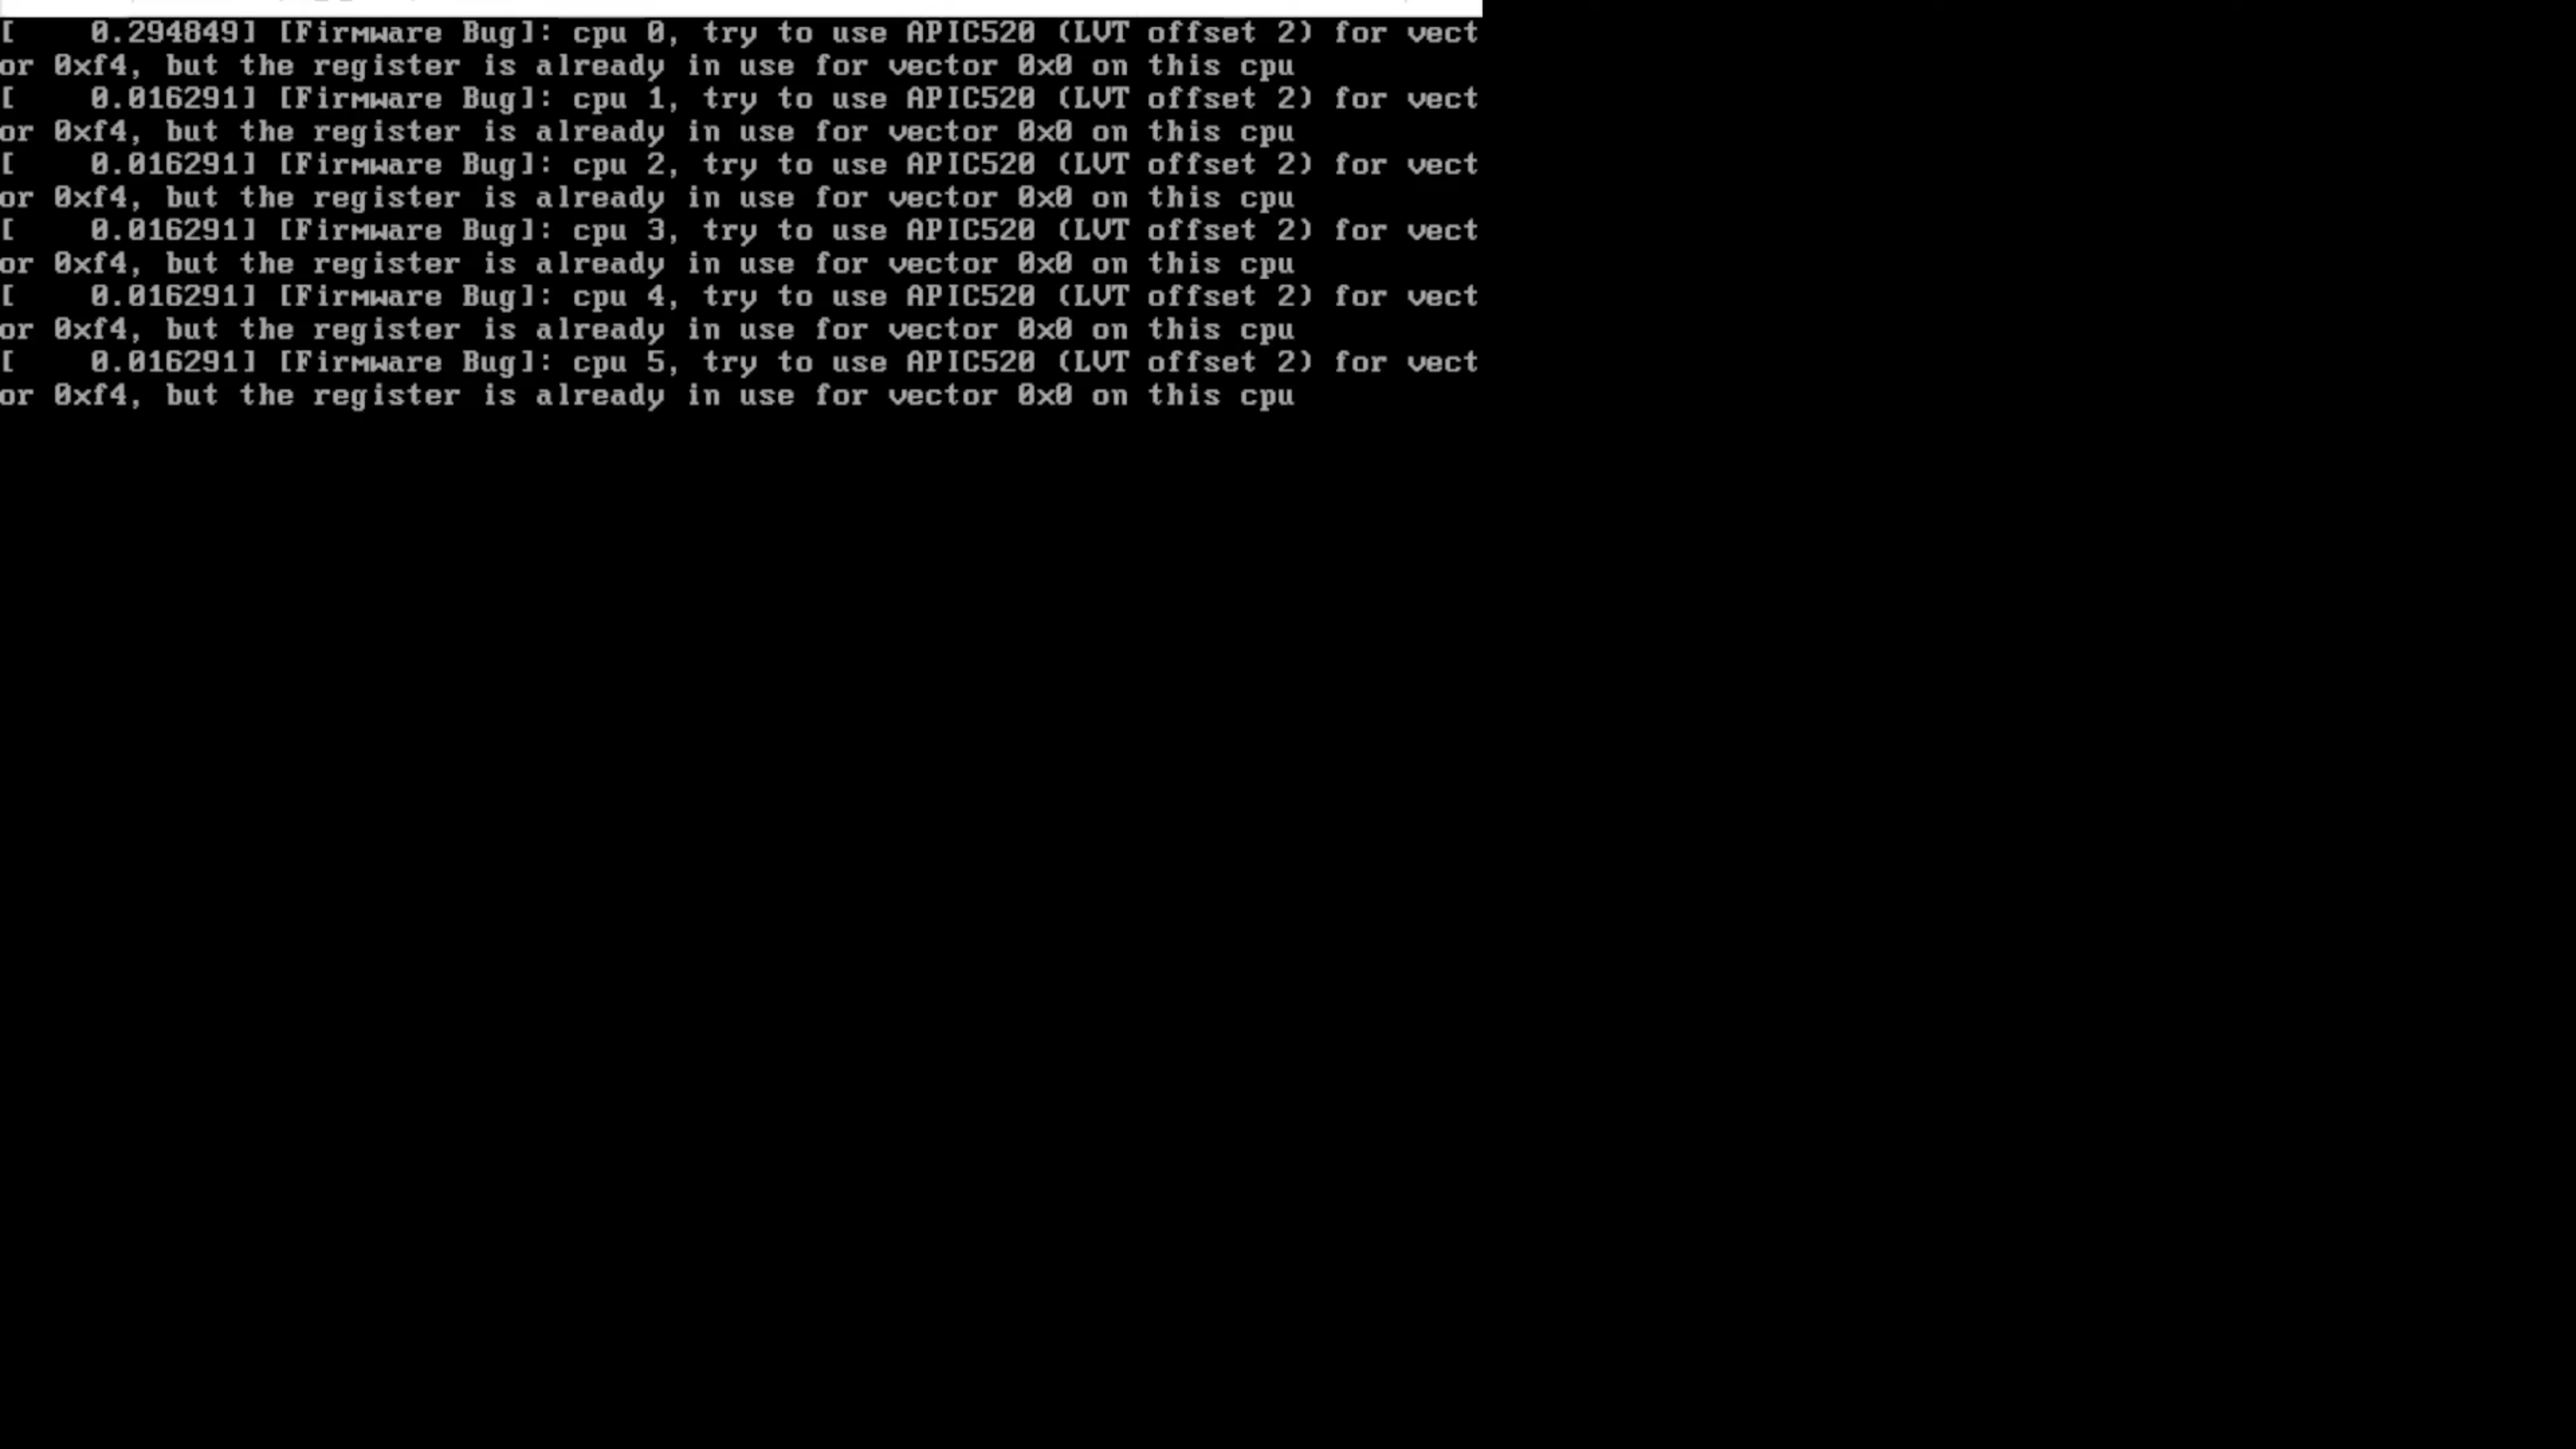 [    0.294849] [Firmware Bug]: cpu 0, try to use APIC520 (LVT offset 2) for vect
or 0xf4, but the register is already in use for vector 0x0 on this cpu
[    0.016291] [Firmware Bug]: cpu 1, try to use APIC520 (LVT offset 2) for vect
or 0xf4, but the register is already in use for vector 0x0 on this cpu
[    0.016291] [Firmware Bug]: cpu 2, try to use APIC520 (LVT offset 2) for vect
or 0xf4, but the register is already in use for vector 0x0 on this cpu
[    0.016291] [Firmware Bug]: cpu 3, try to use APIC520 (LVT offset 2) for vect
or 0xf4, but the register is already in use for vector 0x0 on this cpu
[    0.016291] [Firmware Bug]: cpu 4, try to use APIC520 (LVT offset 2) for vect
or 0xf4, but the register is already in use for vector 0x0 on this cpu
[    0.016291] [Firmware Bug]: cpu 5, try to use APIC520 (LVT offset 2) for vect
or 0xf4, but the register is already in use for vector 0x0 on this cpu